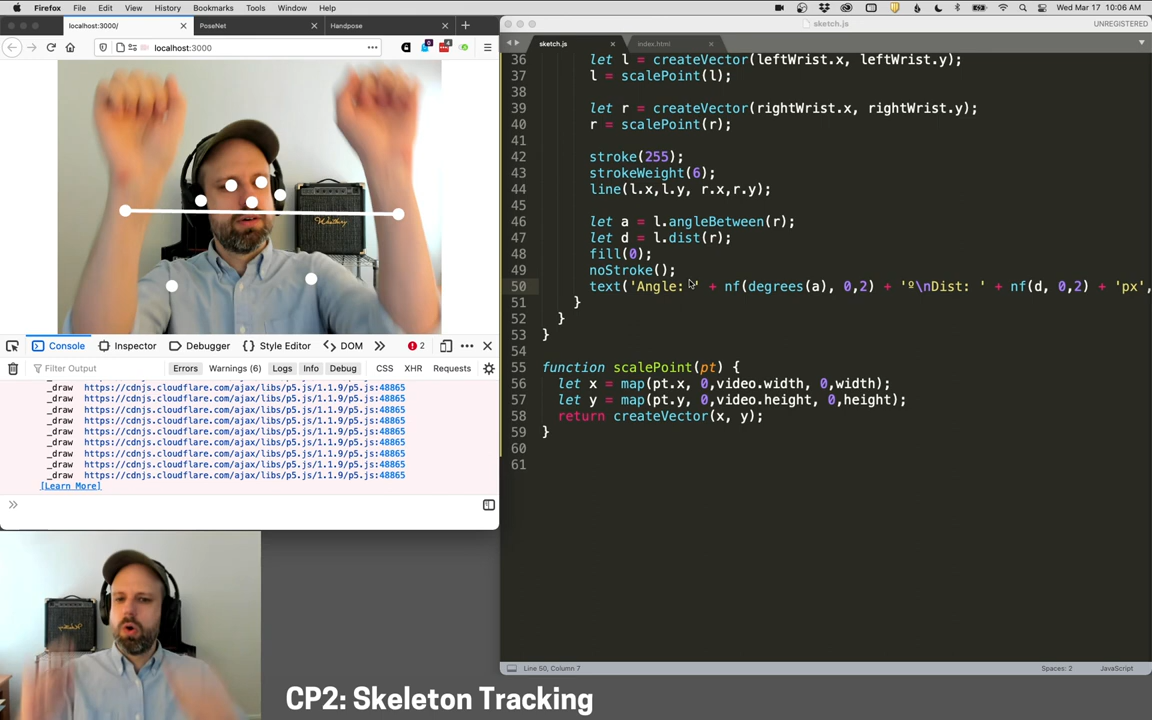 Firefox File Edit View History Bookmarks Tools Window Help
Wed Mar 17 10:06 AM
localhost:3000/
PoseNet
Handpose
localhost:3000
sketch.js
UNREGISTERED
sketch.js
index.html
36 let l = createVector(leftWrist.x, leftWrist.y);
37 l = scalePoint(l);
38
39 let r = createVector(rightWrist.x, rightWrist.y);
40 r = scalePoint(r);
41
42 stroke(255);
43 strokeWeight(6);
44 line(l.x,l.y, r.x,r.y);
45
46 let a = l.angleBetween(r);
47 let d = l.dist(r);
48 fill(0);
49 noStroke();
50 text('Angle: ' + nf(degrees(a), 0,2) + 'º\nDist: ' + nf(d, 0,2) + 'px',
51 }
52 }
53 }
54
55 function scalePoint(pt) {
56 let x = map(pt.x, 0,video.width, 0,width);
57 let y = map(pt.y, 0,video.height, 0,height);
58 return createVector(x, y);
59 }
60
61
Console Inspector Debugger Style Editor DOM 2
Filter Output Errors Warnings (6) Logs Info Debug CSS XHR Requests
_draw https://cdnjs.cloudflare.com/ajax/libs/p5.js/1.1.9/p5.js:48865
_draw https://cdnjs.cloudflare.com/ajax/libs/p5.js/1.1.9/p5.js:48865
_draw https://cdnjs.cloudflare.com/ajax/libs/p5.js/1.1.9/p5.js:48865
_draw https://cdnjs.cloudflare.com/ajax/libs/p5.js/1.1.9/p5.js:48865
_draw https://cdnjs.cloudflare.com/ajax/libs/p5.js/1.1.9/p5.js:48865
_draw https://cdnjs.cloudflare.com/ajax/libs/p5.js/1.1.9/p5.js:48865
_draw https://cdnjs.cloudflare.com/ajax/libs/p5.js/1.1.9/p5.js:48865
_draw https://cdnjs.cloudflare.com/ajax/libs/p5.js/1.1.9/p5.js:48865
_draw https://cdnjs.cloudflare.com/ajax/libs/p5.js/1.1.9/p5.js:48865
[Learn More]
Line 50, Column 7
Spaces: 2
JavaScript
CP2: Skeleton Tracking